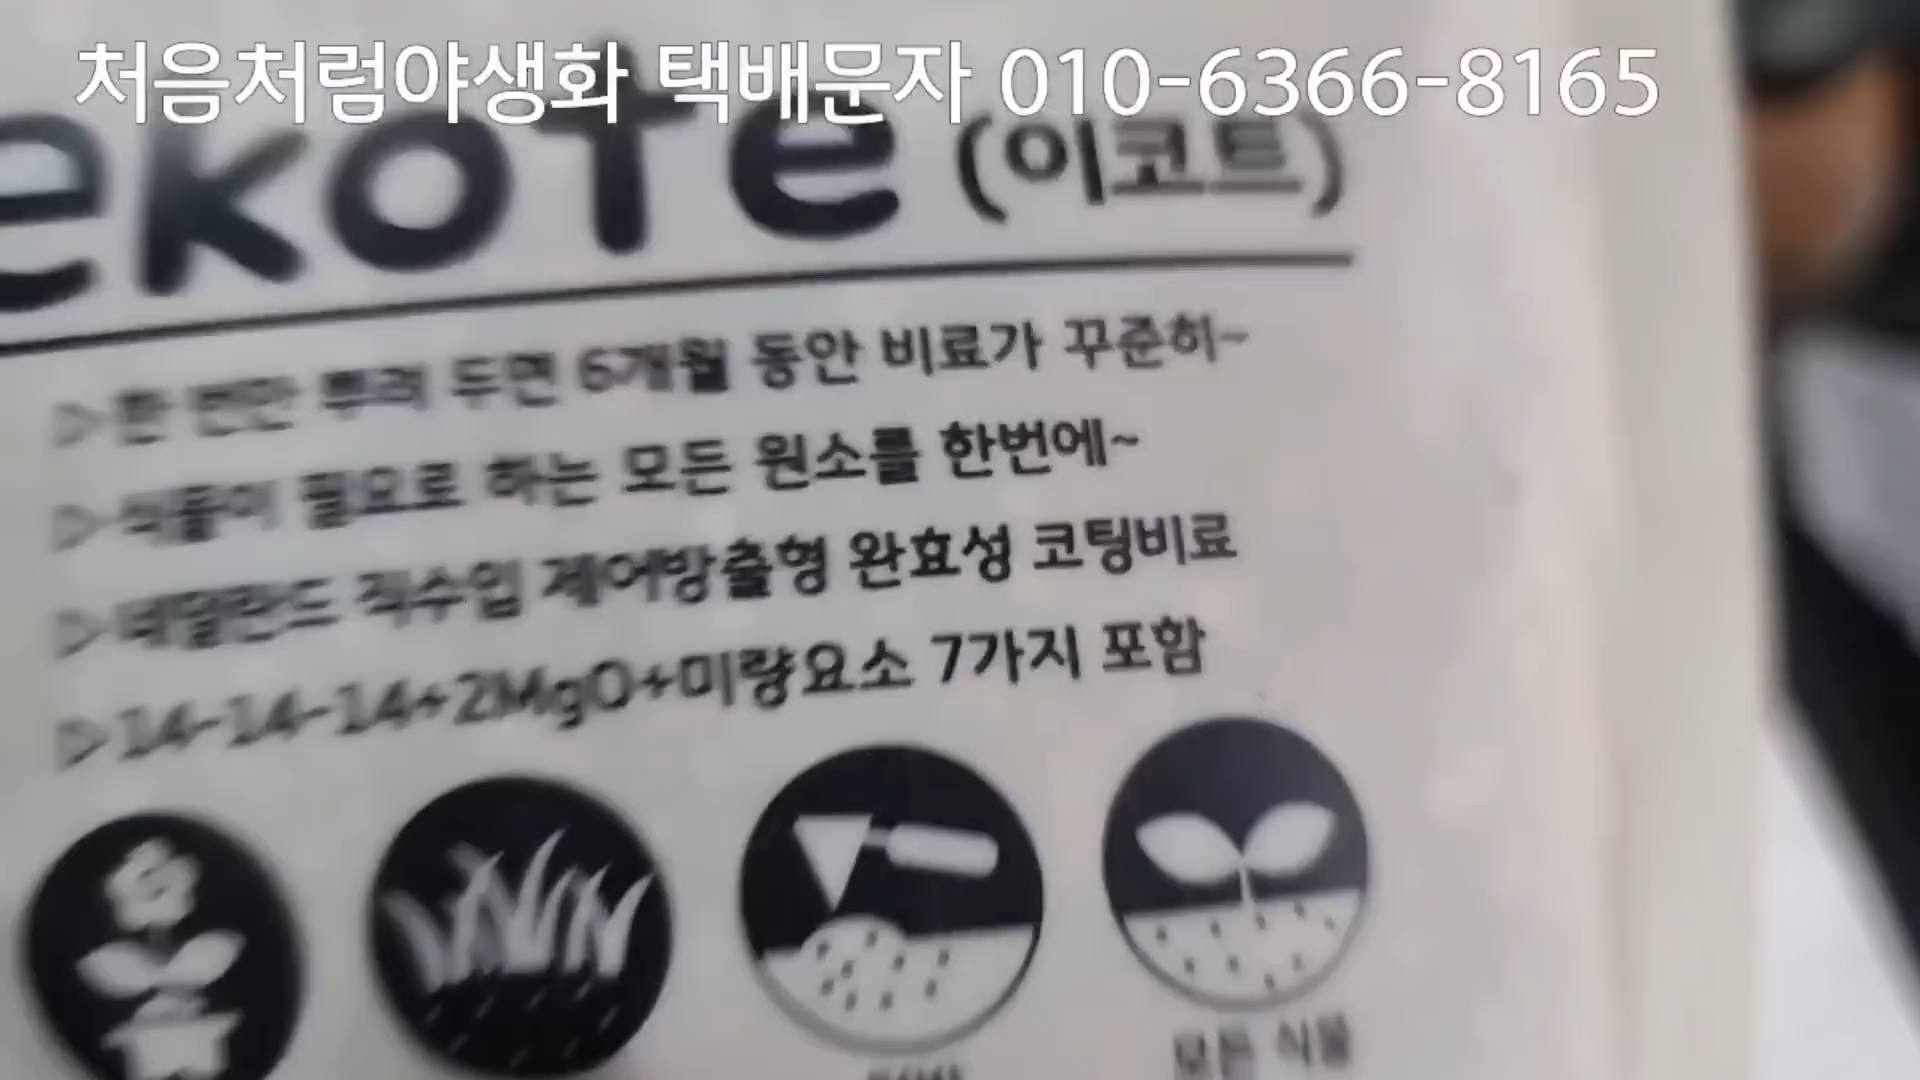 처음처럼야생화 택배문자 010-6366-8165
ekote (이코트)
▷한 번만 뿌려 두면 6개월 동안 비료가 꾸준히~
▷식물이 필요로 하는 모든 원소를 한번에~
▷네덜란드 직수입 제어방출형 완효성 코팅비료
▷14-14-14+2MgO+미량요소 7가지 포함
모든 식물